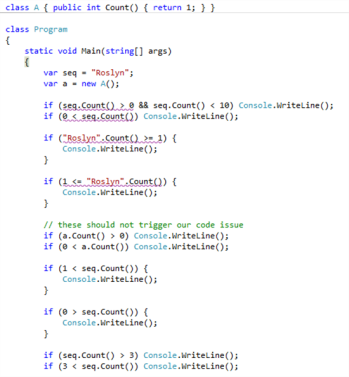 class A { public int Count() { return 1; } }
class Program
{
static void Main(string[] args)
{
var seq = "Roslyn";
var a = new A();
if (seq.Count() > 0 && seq.Count() < 10) Console.WriteLine();
if (0 < seq.Count()) Console.WriteLine();
if ("Roslyn".Count() >= 1) {
Console.WriteLine();
}
if (1 <= "Roslyn".Count()) {
Console.WriteLine();
}
// these should not trigger our code issue
if (a.Count() > 0) Console.WriteLine();
if (0 < a.Count()) Console.WriteLine();
if (1 < seq.Count()) {
Console.WriteLine();
}
if (0 > seq.Count()) {
Console.WriteLine();
}
if (seq.Count() > 3) Console.WriteLine();
if (3 < seq.Count()) Console.WriteLine();